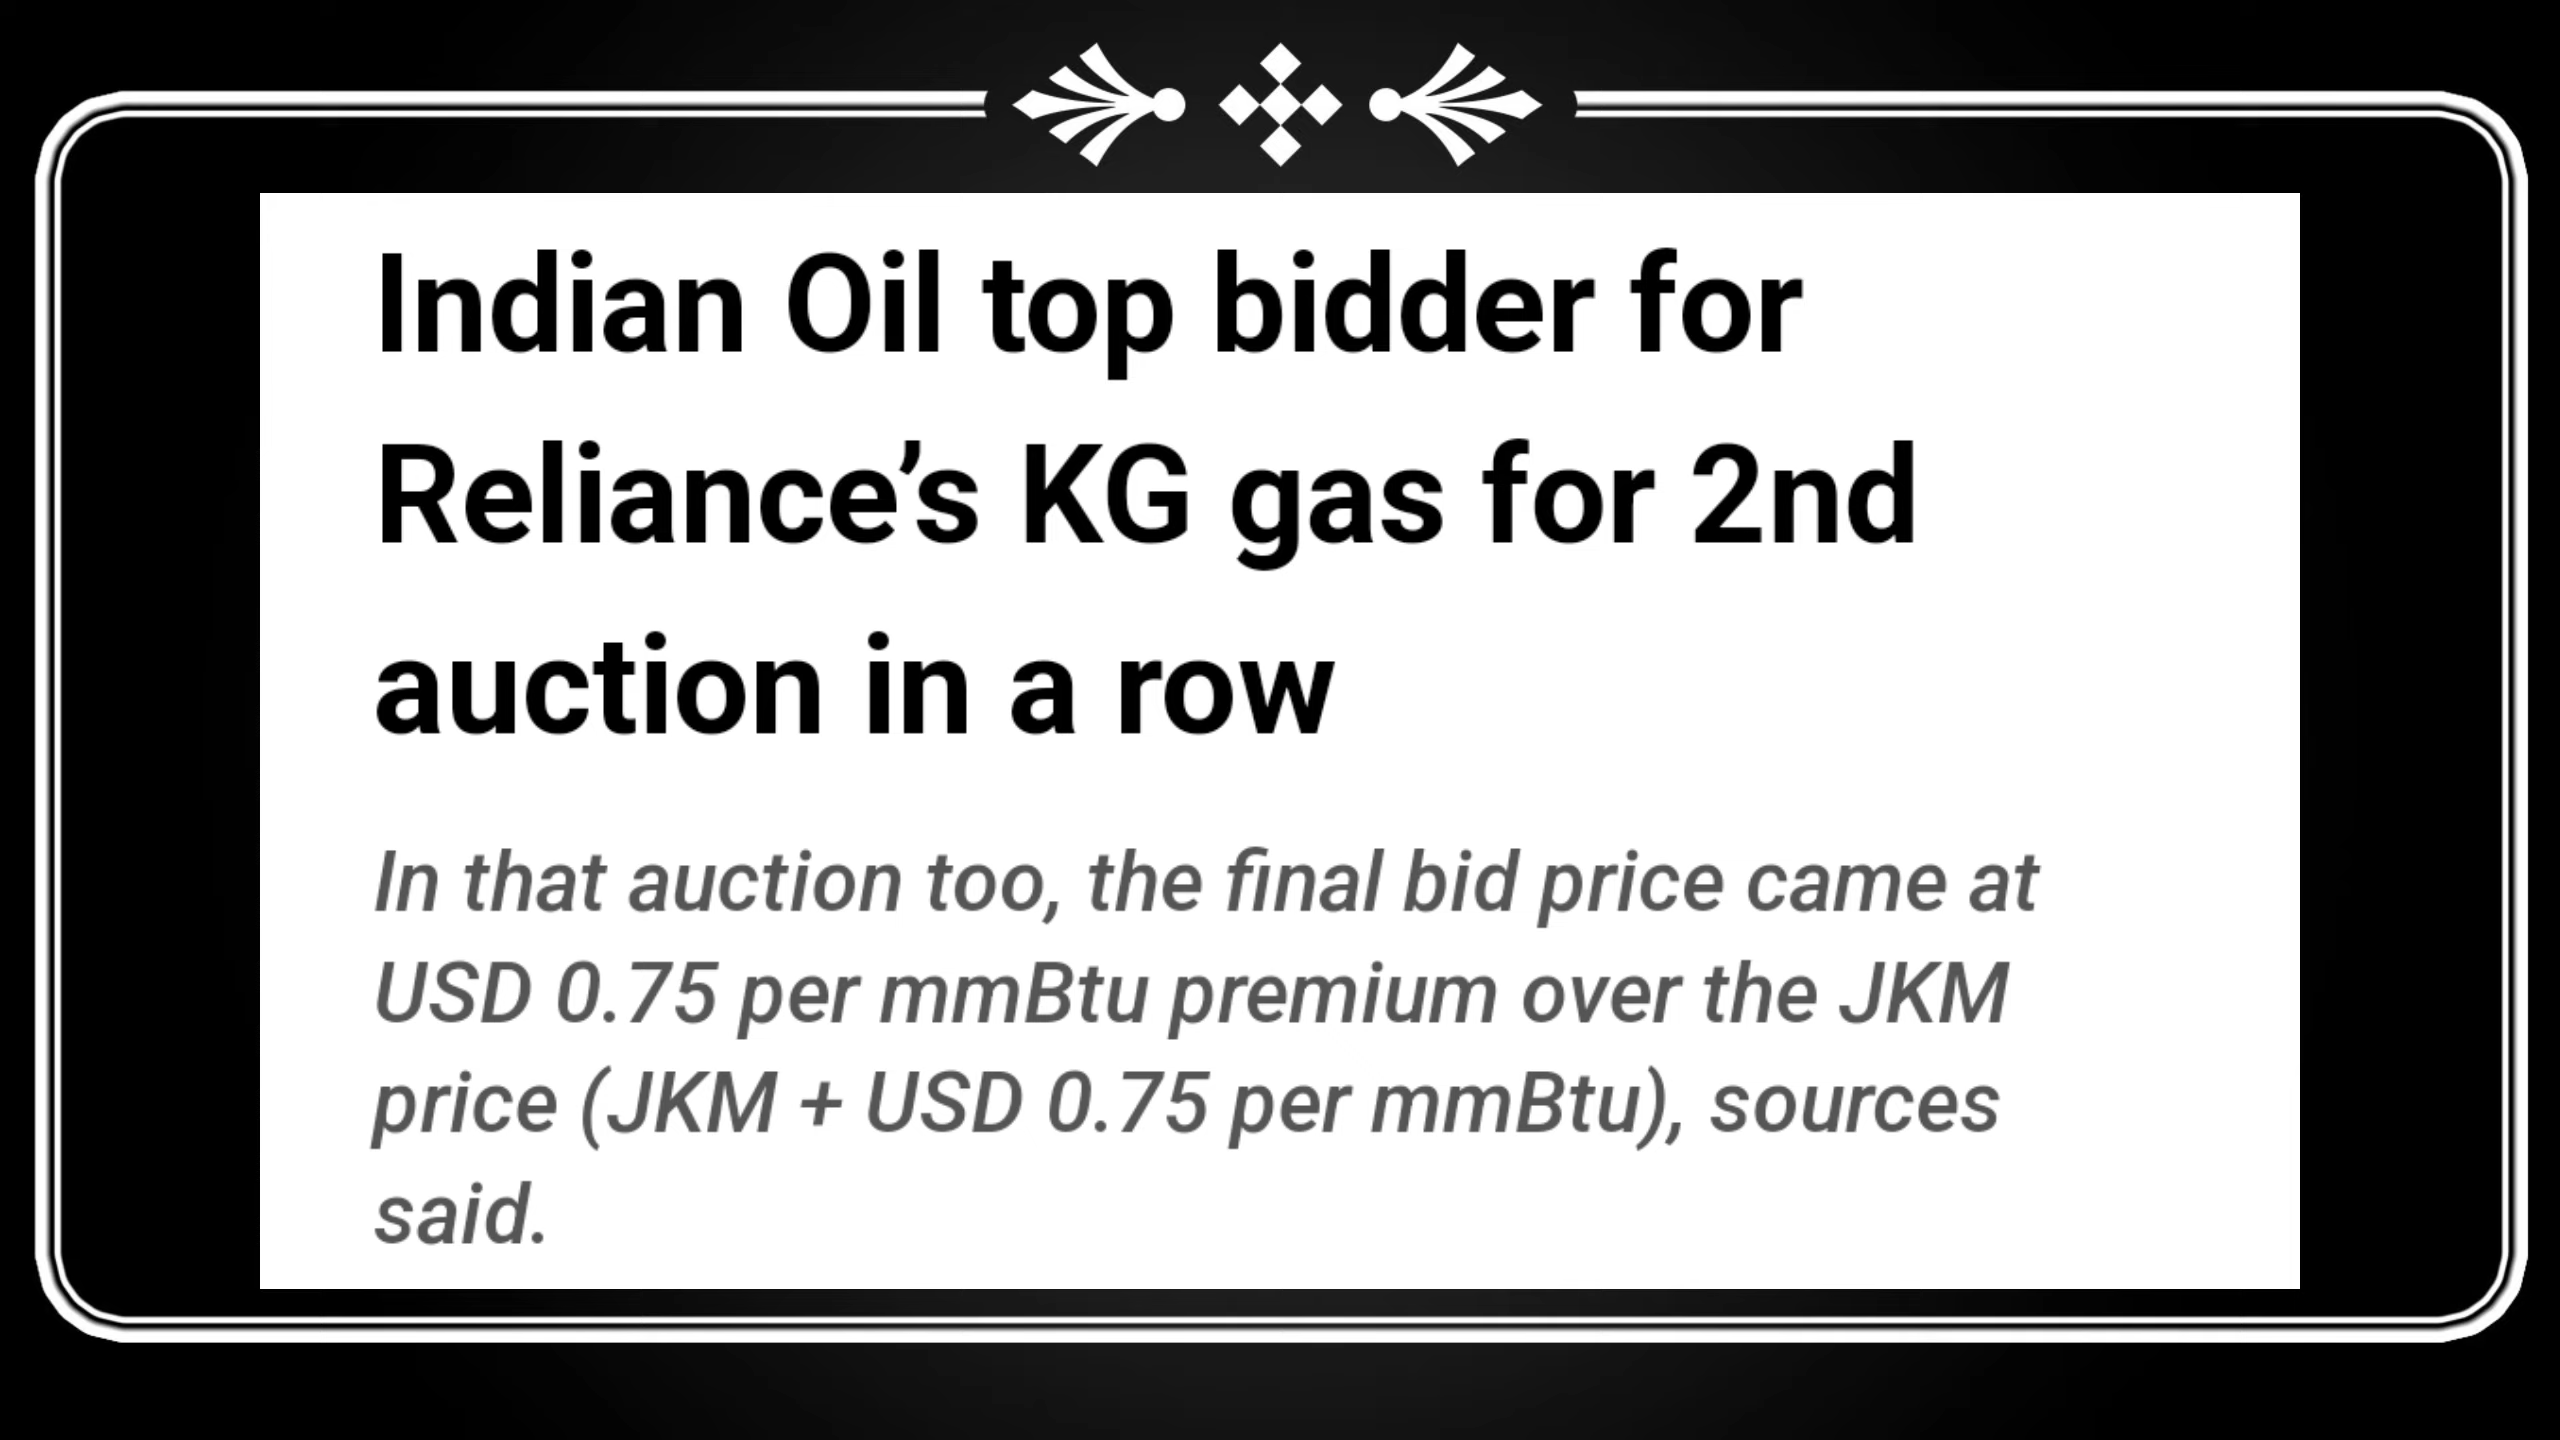 Indian Oil top bidder for
Reliance’s KG gas for 2nd
auction in a row
In that auction too, the final bid price came at
USD 0.75 per mmBtu premium over the JKM
price (JKM + USD 0.75 per mmBtu), sources
said.